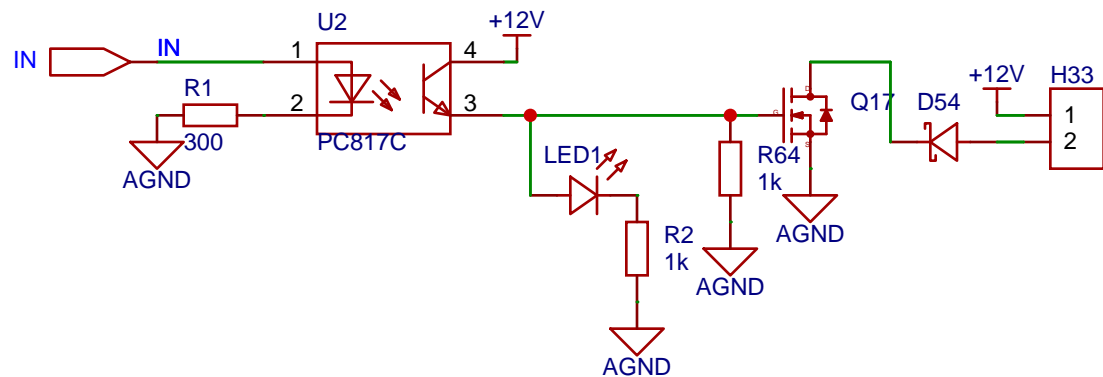 U2
+12V
IN
IN
1
4
R1
2
3
300
PC817C
AGND
LED1
R2
1k
AGND
R64
1k
AGND
G
D
S
Q17
AGND
D54
+12V
H33
1
2